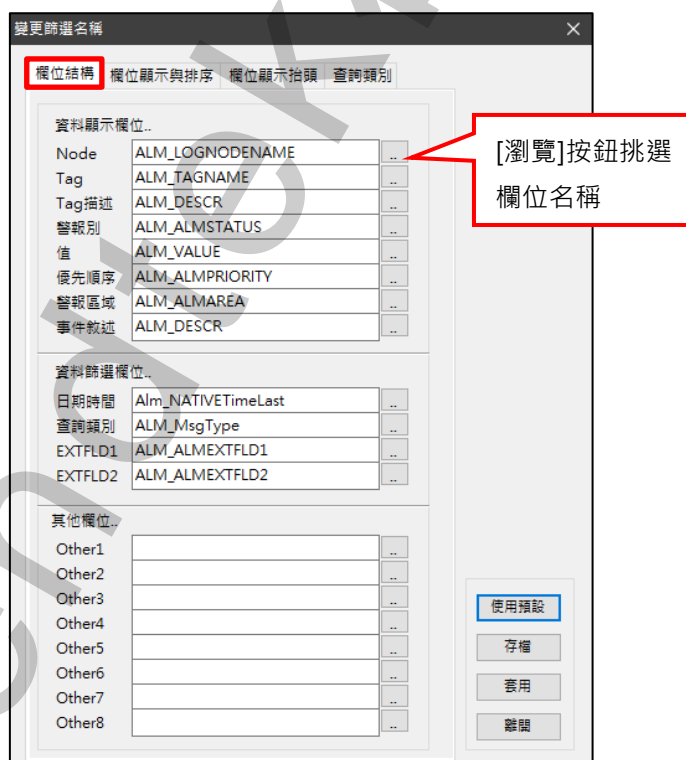 變更篩選名稱
欄位結構 欄位顯示與排序 欄位顯示抬頭 查詢類別
資料顯示欄位..
Node ALM_LOGNODENAME ..
Tag ALM_TAGNAME ..
Tag描述 ALM_DESCR ..
警報別 ALM_ALMSTATUS ..
值 ALM_VALUE ..
優先順序 ALM_ALMPRIORITY ..
警報區域 ALM_ALMAREA ..
事件敘述 ALM_DESCR ..
[瀏覽]按鈕挑選
欄位名稱
資料篩選欄位..
日期時間 Alm_NATIVETimeLast ..
查詢類別 ALM_MsgType ..
EXTFLD1 ALM_ALMEXTFLD1 ..
EXTFLD2 ALM_ALMEXTFLD2 ..
其他欄位..
Other1 ..
Other2 ..
Other3 ..
Other4 ..
Other5 ..
Other6 ..
Other7 ..
Other8 ..
使用預設
存檔
套用
離開
endtek